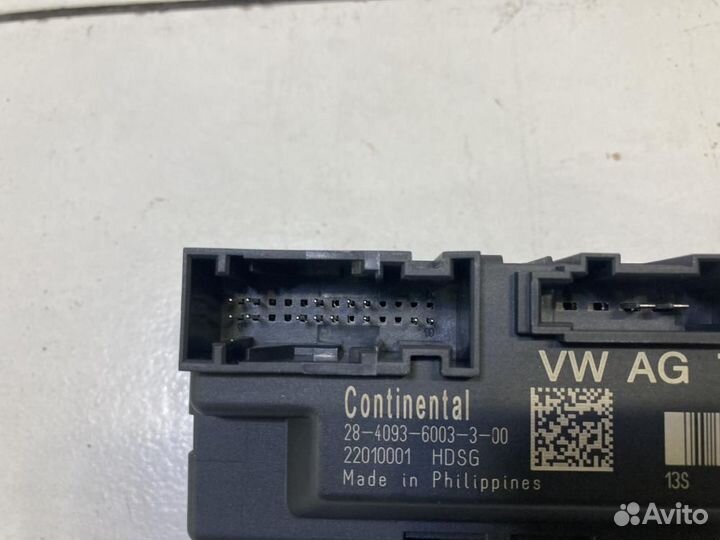 VW AG
Continental
28-4093-6003-3-00
22010001 HDSG
Made in Philippines
13S
Avito